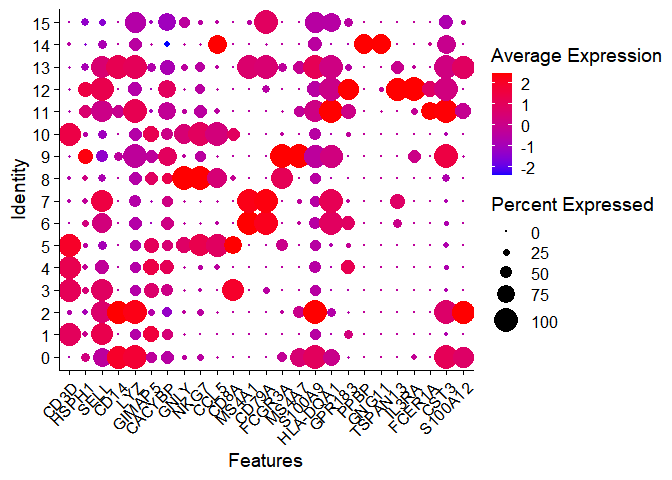 15
14
13
12
11
10
9
8
7
6
5
4
3
2
1
0
Identity
CD3D
HSPH1
SELL
CD14
LYZ
GIMAP5
CACYBP
GNLY
NKG7
CCL5
CD8A
MS4A1
CD79A
FCGR3A
MS4A7
S100A9
HLA-DQA1
GPR183
PPBP
GNG11
TSPAN13
IL3RA
FCER1A
CST3
S100A12
Features
Average Expression
2
1
0
-1
-2
Percent Expressed
0
25
50
75
100